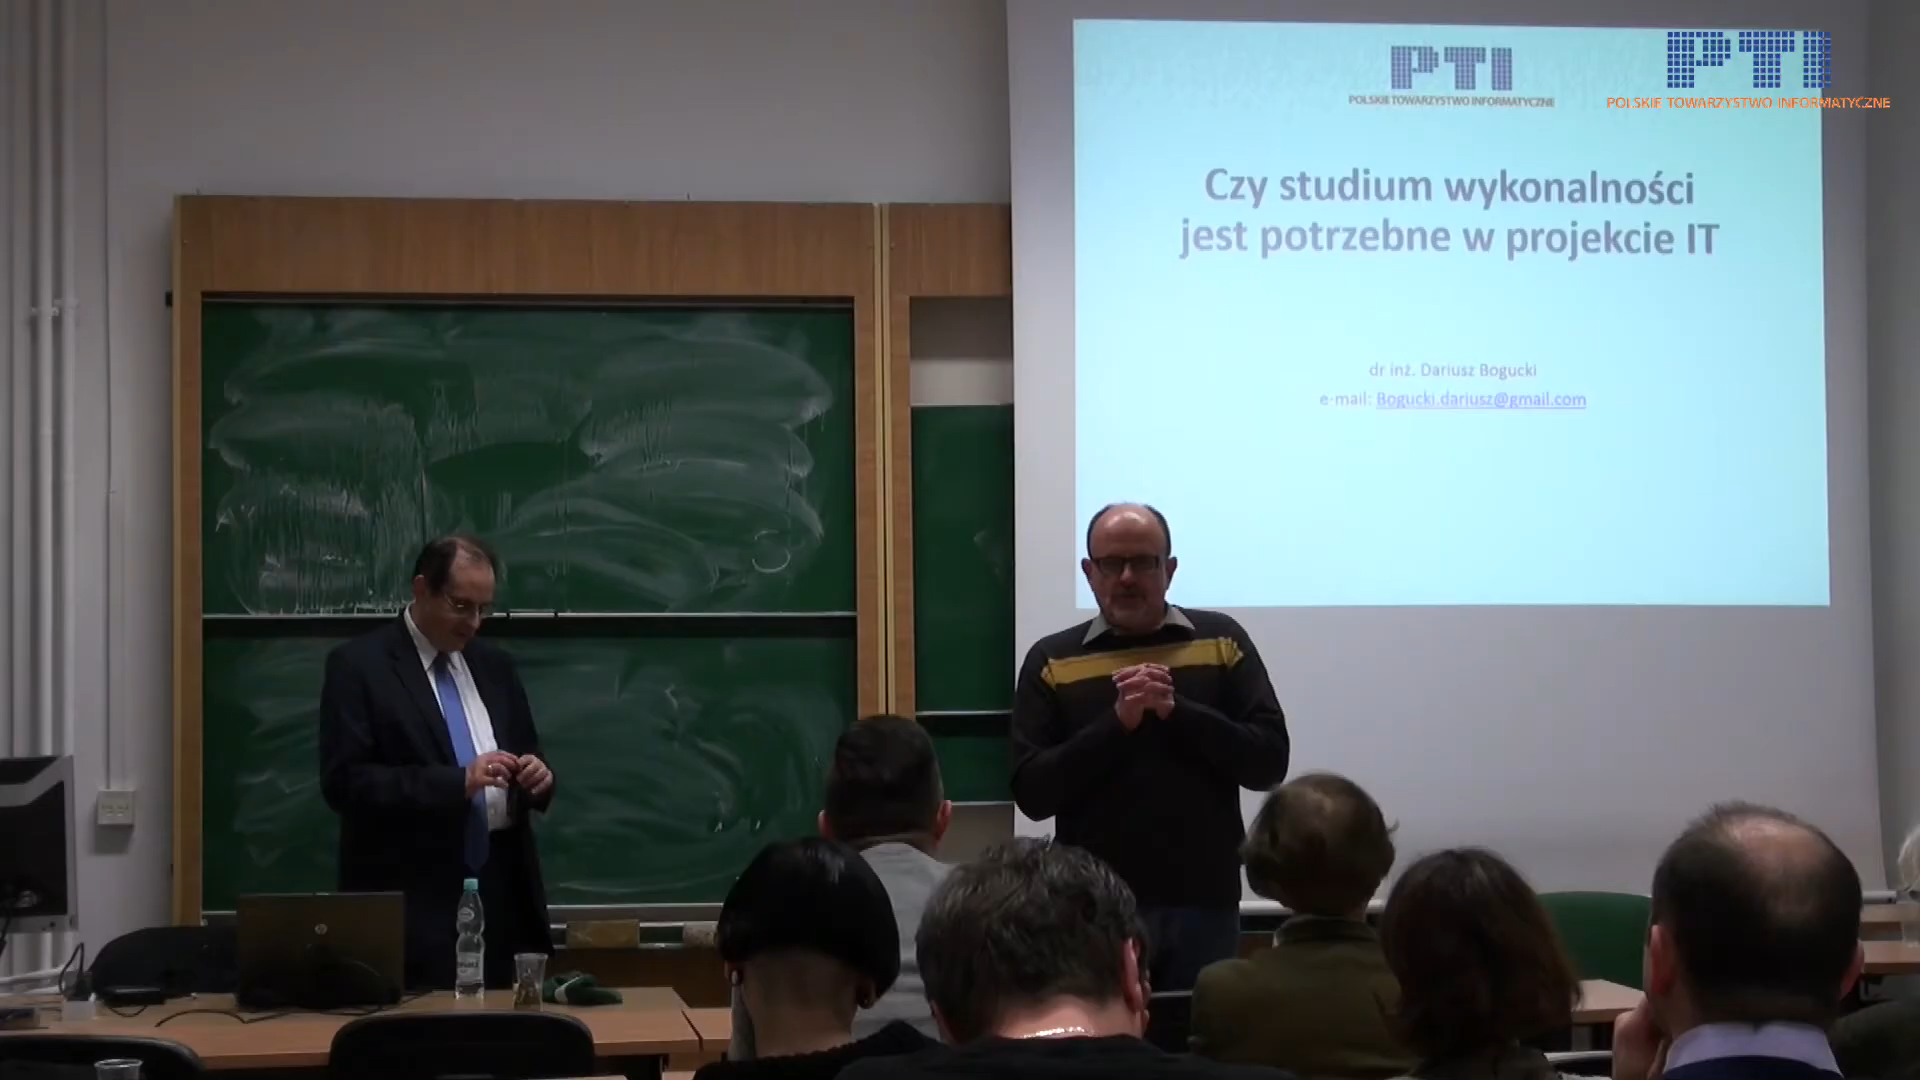 PTI
POLSKIE TOWARZYSTWO INFORMATYCZNE
PTI
POLSKIE TOWARZYSTWO INFORMATYCZNE
Czy studium wykonalności
jest potrzebne w projekcie IT
dr inż. Dariusz Bogucki
e-mail: Bogucki.dariusz@gmail.com
hp